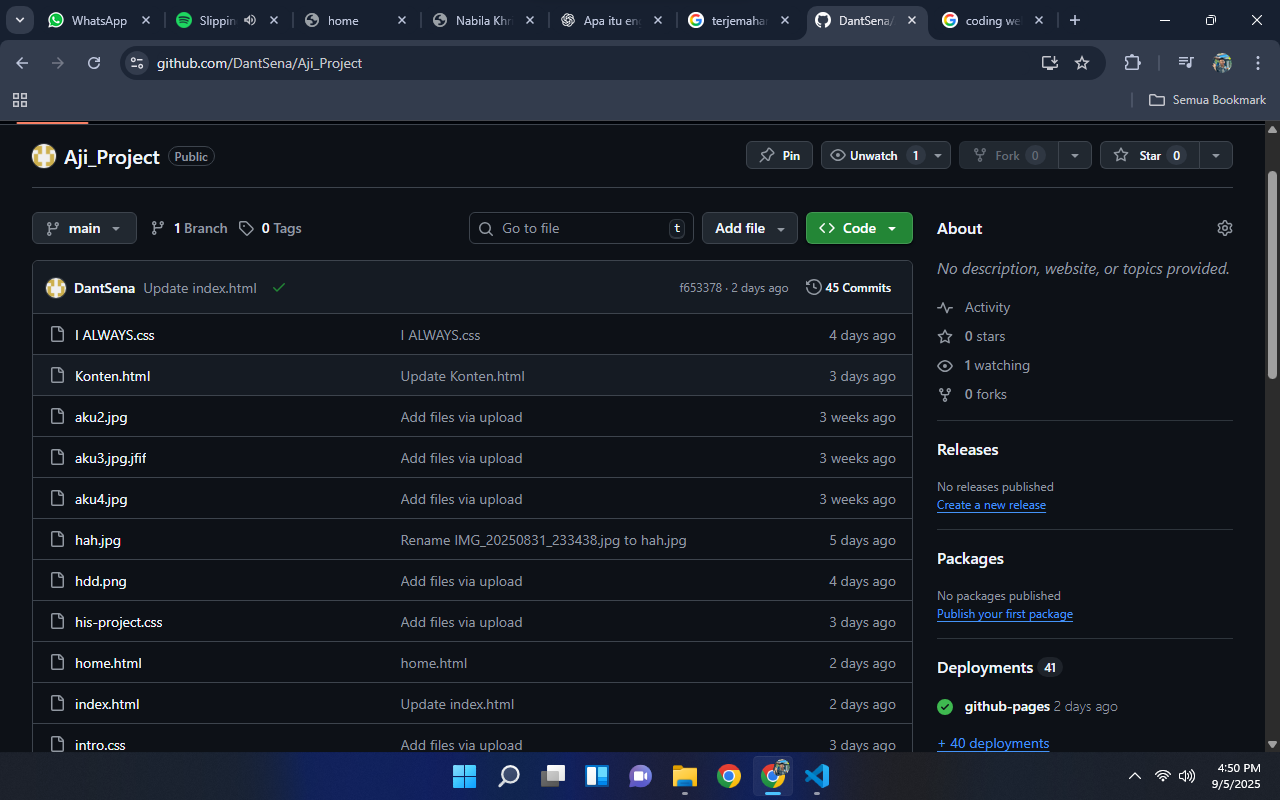 WhatsApp
Slippin
home
Nabila Khri
Apa itu eng
terjemahan
DantSena/
coding we
github.com/DantSena/Aji_Project
Semua Bookmark
Aji_Project Public
Pin
Unwatch 1
Fork 0
Star 0
main
1 Branch
0 Tags
Go to file t
Add file
Code
DantSena Update index.html
f653378 · 2 days ago
45 Commits
I ALWAYS.css I ALWAYS.css 4 days ago
Konten.html Update Konten.html 3 days ago
aku2.jpg Add files via upload 3 weeks ago
aku3,jpg.jfif Add files via upload 3 weeks ago
aku4.jpg Add files via upload 3 weeks ago
hah.jpg Rename IMG_20250831_233438.jpg to hah.jpg 5 days ago
hdd.png Add files via upload 4 days ago
his-project.css Add files via upload 3 days ago
home.html home.html 2 days ago
index.html Update index.html 2 days ago
intro.css Add files via upload 3 days ago
About
No description, website, or topics provided.
Activity
0 stars
1 watching
0 forks
Releases
No releases published
Create a new release
Packages
No packages published
Publish your first package
Deployments 41
github-pages 2 days ago
+ 40 deployments
4:50 PM
9/5/2025